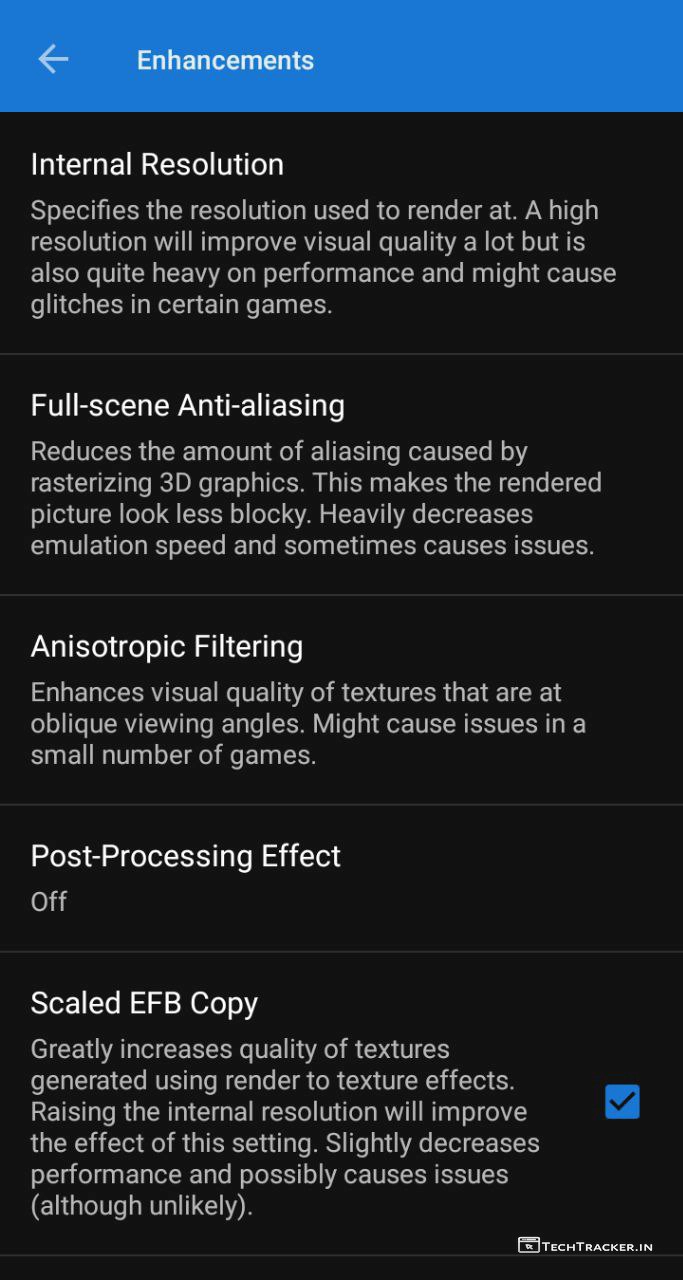 Enhancements
Internal Resolution
Specifies the resolution used to render at. A high
resolution will improve visual quality a lot but is
also quite heavy on performance and might cause
glitches in certain games.
Full-scene Anti-aliasing
Reduces the amount of aliasing caused by
rasterizing 3D graphics. This makes the rendered
picture look less blocky. Heavily decreases
emulation speed and sometimes causes issues.
Anisotropic Filtering
Enhances visual quality of textures that are at
oblique viewing angles. Might cause issues in a
small number of games.
Post-Processing Effect
Off
Scaled EFB Copy
Greatly increases quality of textures
generated using render to texture effects.
Raising the internal resolution will improve
the effect of this setting. Slightly decreases
performance and possibly causes issues
(although unlikely).
TECHTRACKER.IN